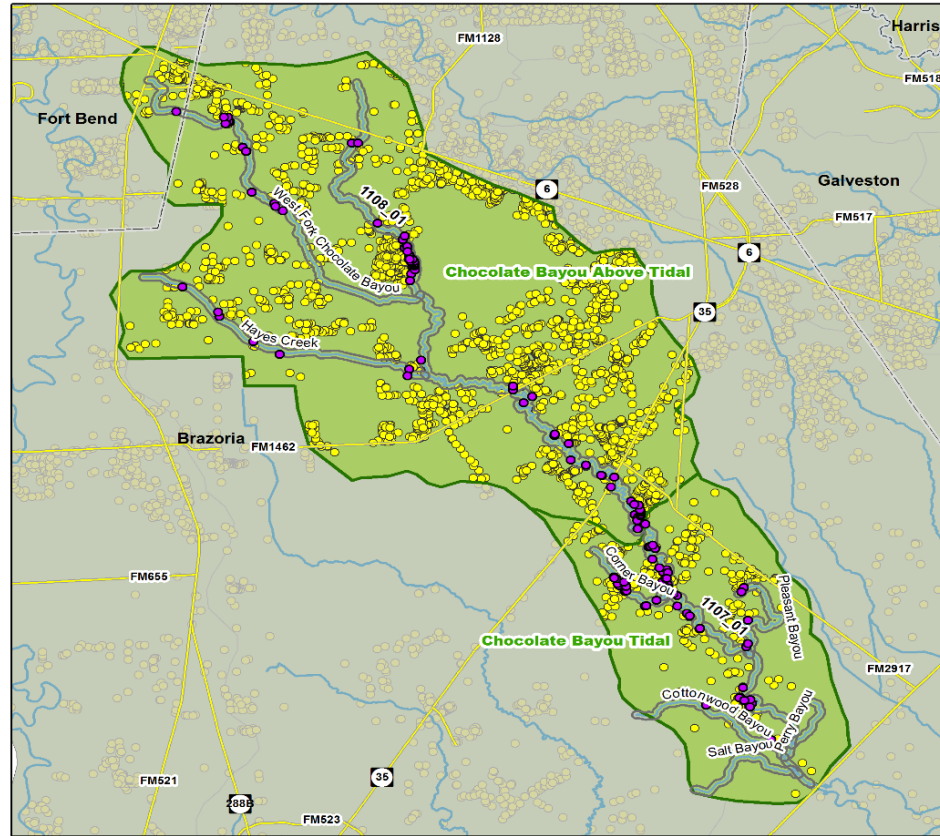 Harris
FM1128
FM518
Fort Bend
Galveston
6
FM528
FM517
1108_01
West Fork Chocolate Bayou
6
Chocolate Bayou Above Tidal
35
Hayes Creek
Brazoria
FM1462
FM655
Corner Bayou
Pleasant Bayou
1107_01
Chocolate Bayou Tidal
FM2917
Cottonwood Bayou
Perry Bayou
Salt Bayou
35
FM521
288B
FM523